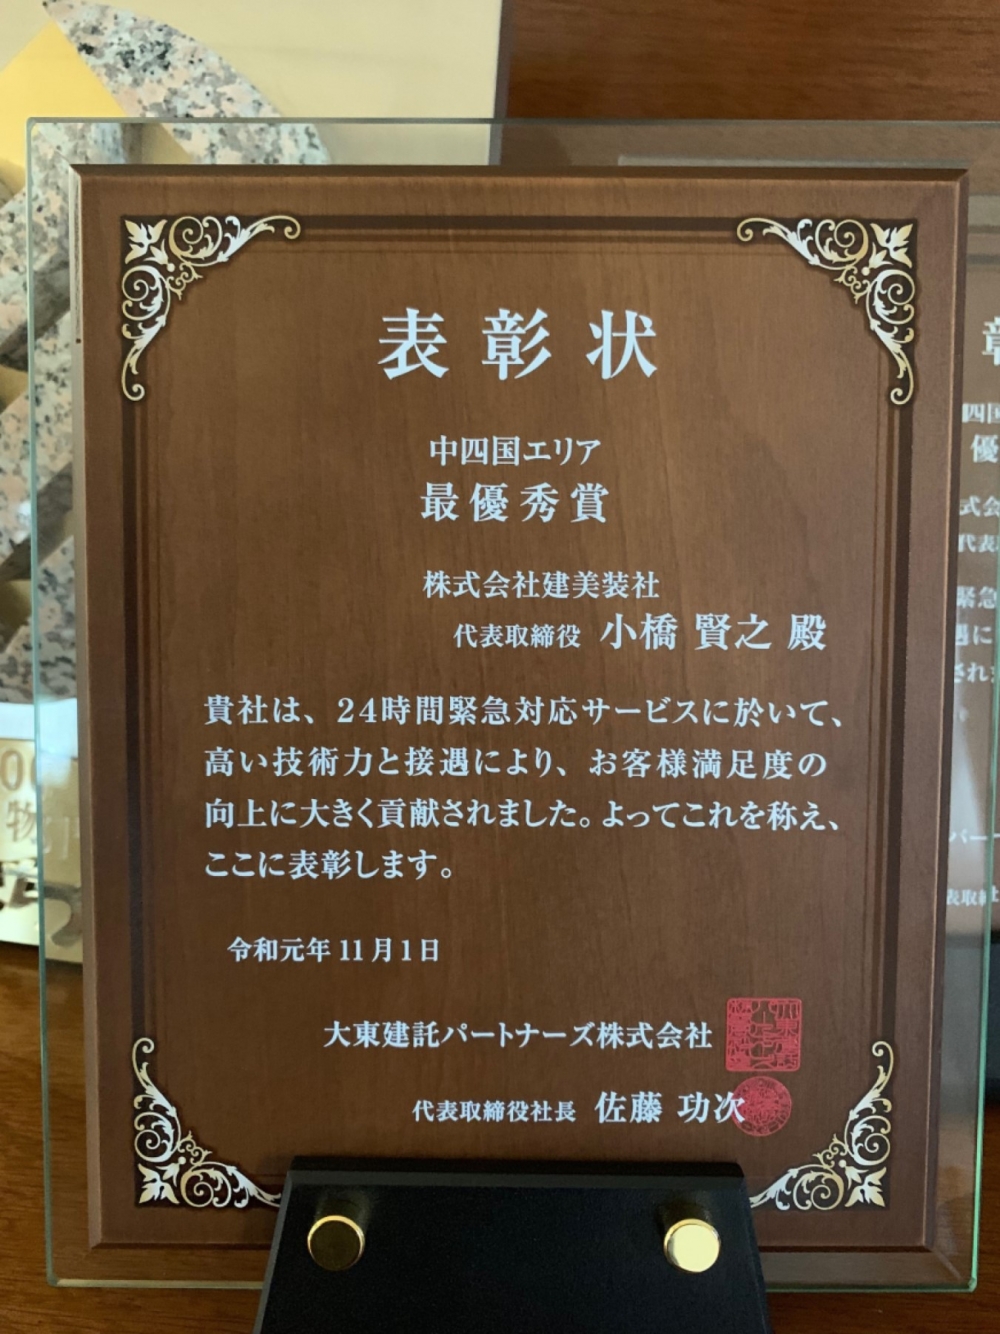 表彰状
中四国エリア
最優秀賞
株式会社建美装社
代表取締役 小橋 賢之 殿
貴社は、24時間緊急対応サービスに於いて、
高い技術力と接遇により、お客様満足度の
向上に大きく貢献されました。よってこれを称え、
ここに表彰します。
令和元年11月1日
大東建託パートナーズ株式会社
代表取締役社長 佐藤 功次